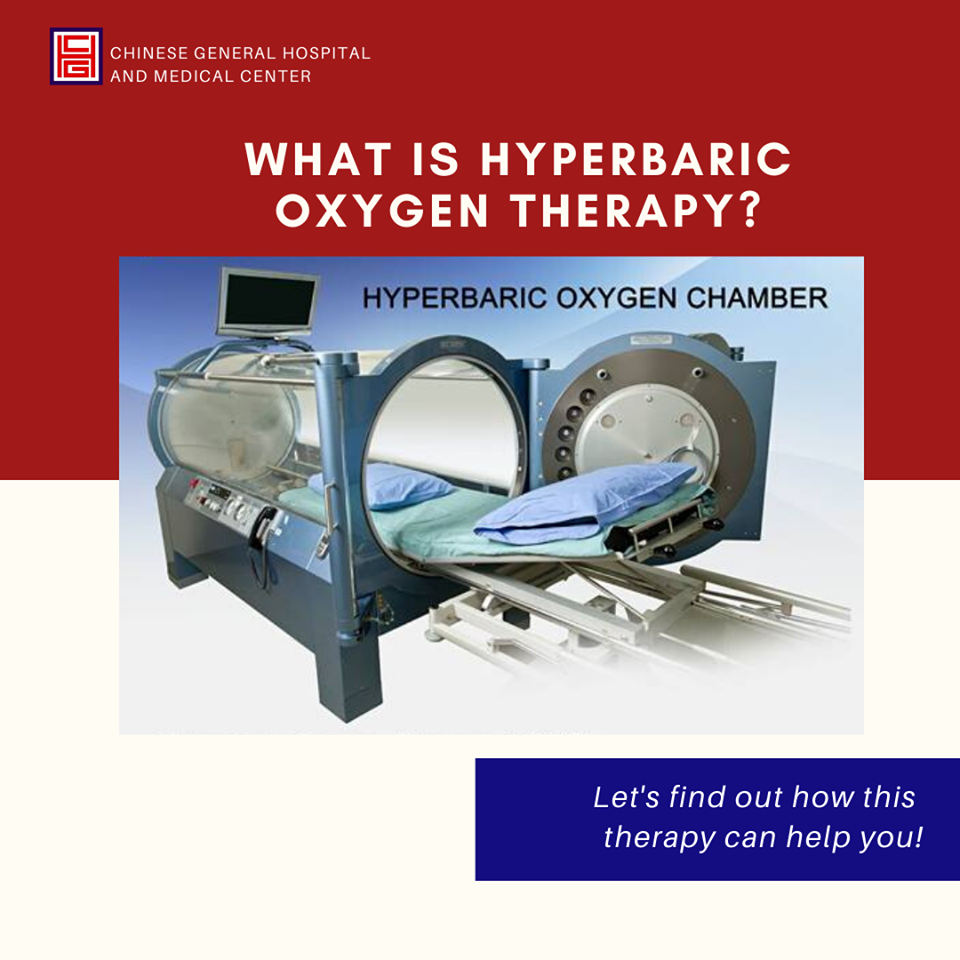 CHINESE GENERAL HOSPITAL
AND MEDICAL CENTER
WHAT IS HYPERBARIC
OXYGEN THERAPY?
HYPERBARIC OXYGEN CHAMBER
Let's find out how this
therapy can help you!